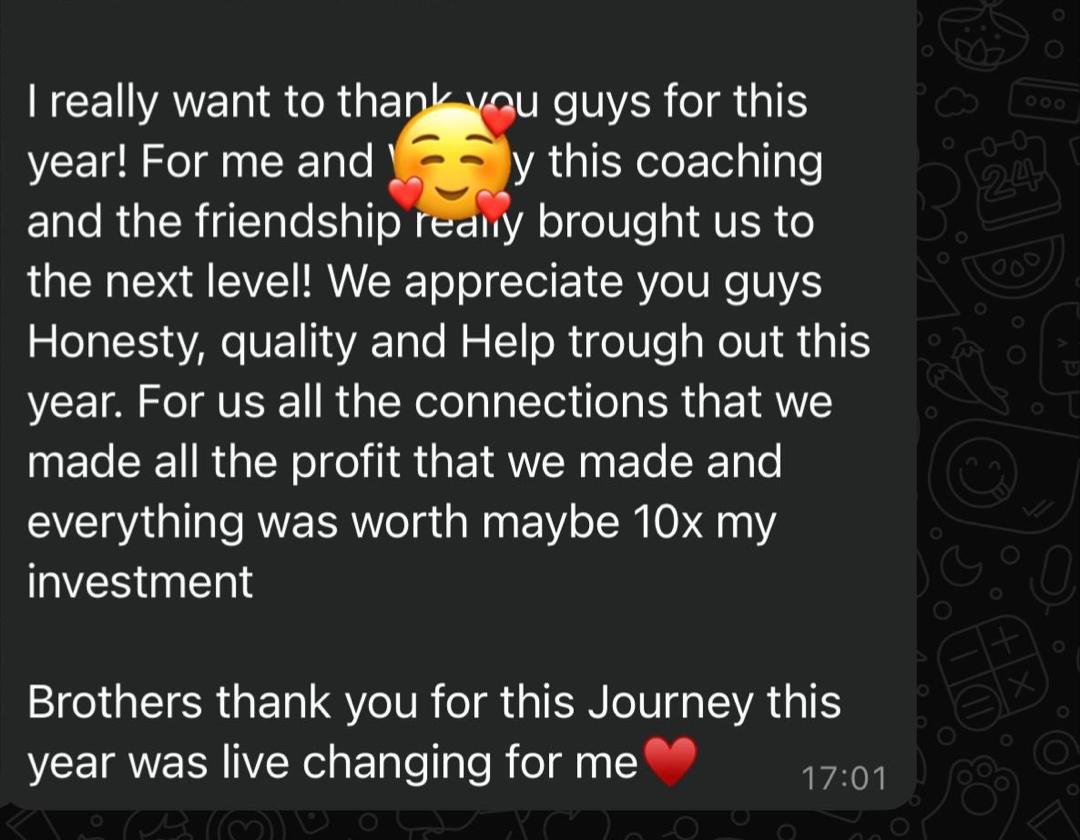 I really want to thank you guys for this
year! For me and y this coaching
and the friendship really brought us to
the next level! We appreciate you guys
Honesty, quality and Help trough out this
year. For us all the connections that we
made all the profit that we made and
everything was worth maybe 10x my
investment
Brothers thank you for this Journey this
year was live changing for me❤️
17:01